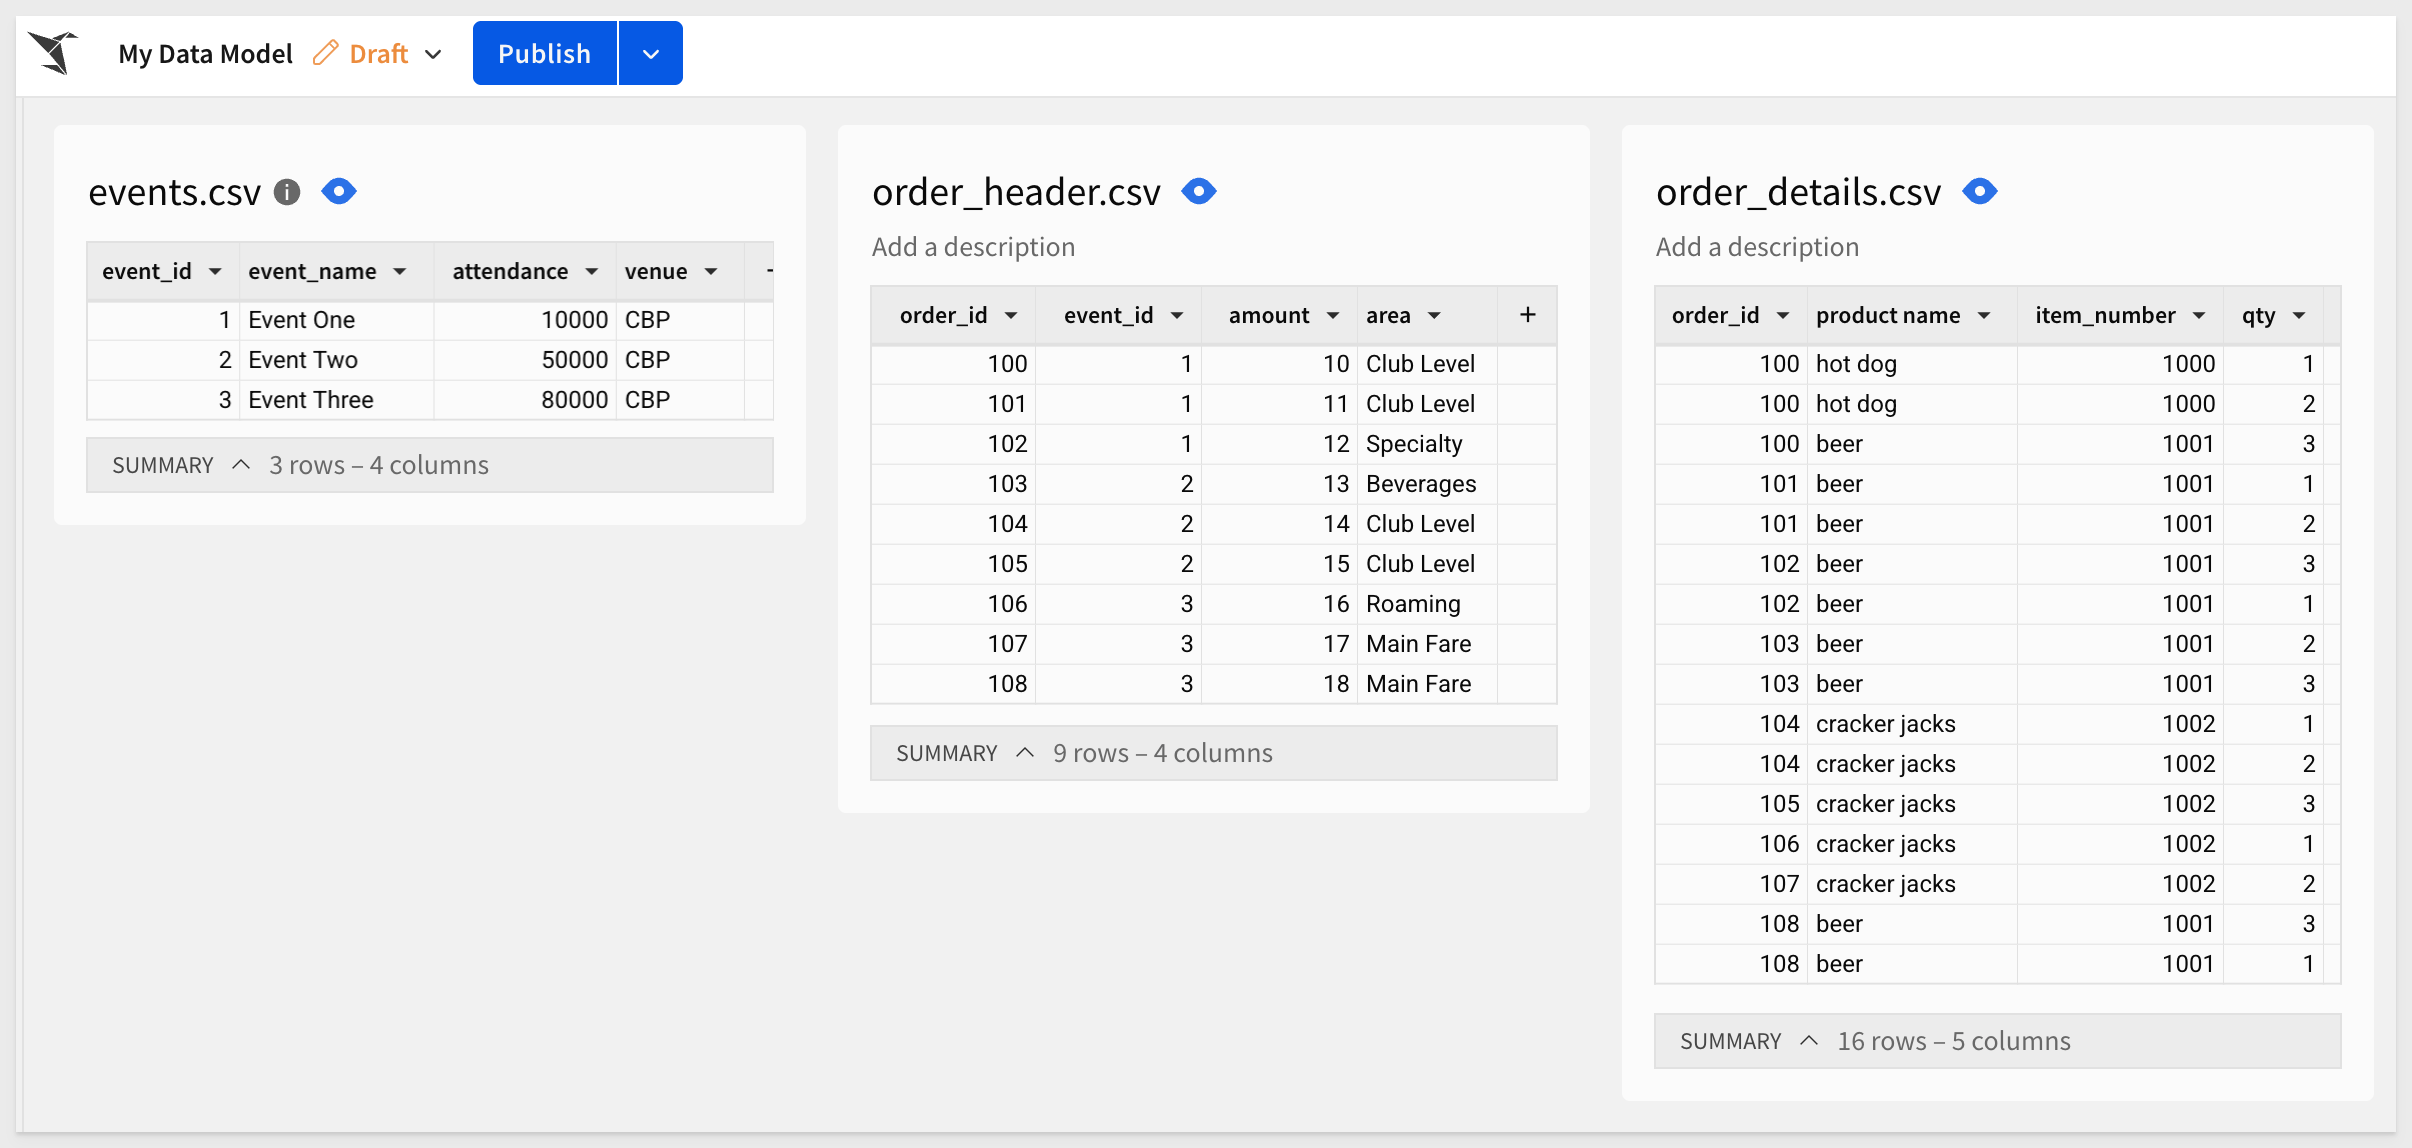 My Data Model Draft Publish
events.csv
event_id event_name attendance venue
1 Event One 10000 CBP
2 Event Two 50000 CBP
3 Event Three 80000 CBP
SUMMARY 3 rows – 4 columns
order_header.csv
Add a description
order_id event_id amount area +
100 1 10 Club Level
101 1 11 Club Level
102 1 12 Specialty
103 2 13 Beverages
104 2 14 Club Level
105 2 15 Club Level
106 3 16 Roaming
107 3 17 Main Fare
108 3 18 Main Fare
SUMMARY 9 rows – 4 columns
order_details.csv
Add a description
order_id product name item_number qty
100 hot dog 1000 1
100 hot dog 1000 2
100 beer 1001 3
101 beer 1001 1
101 beer 1001 2
102 beer 1001 3
102 beer 1001 1
103 beer 1001 2
103 beer 1001 3
104 cracker jacks 1002 1
104 cracker jacks 1002 2
105 cracker jacks 1002 3
106 cracker jacks 1002 1
107 cracker jacks 1002 2
108 beer 1001 3
108 beer 1001 1
SUMMARY 16 rows – 5 columns